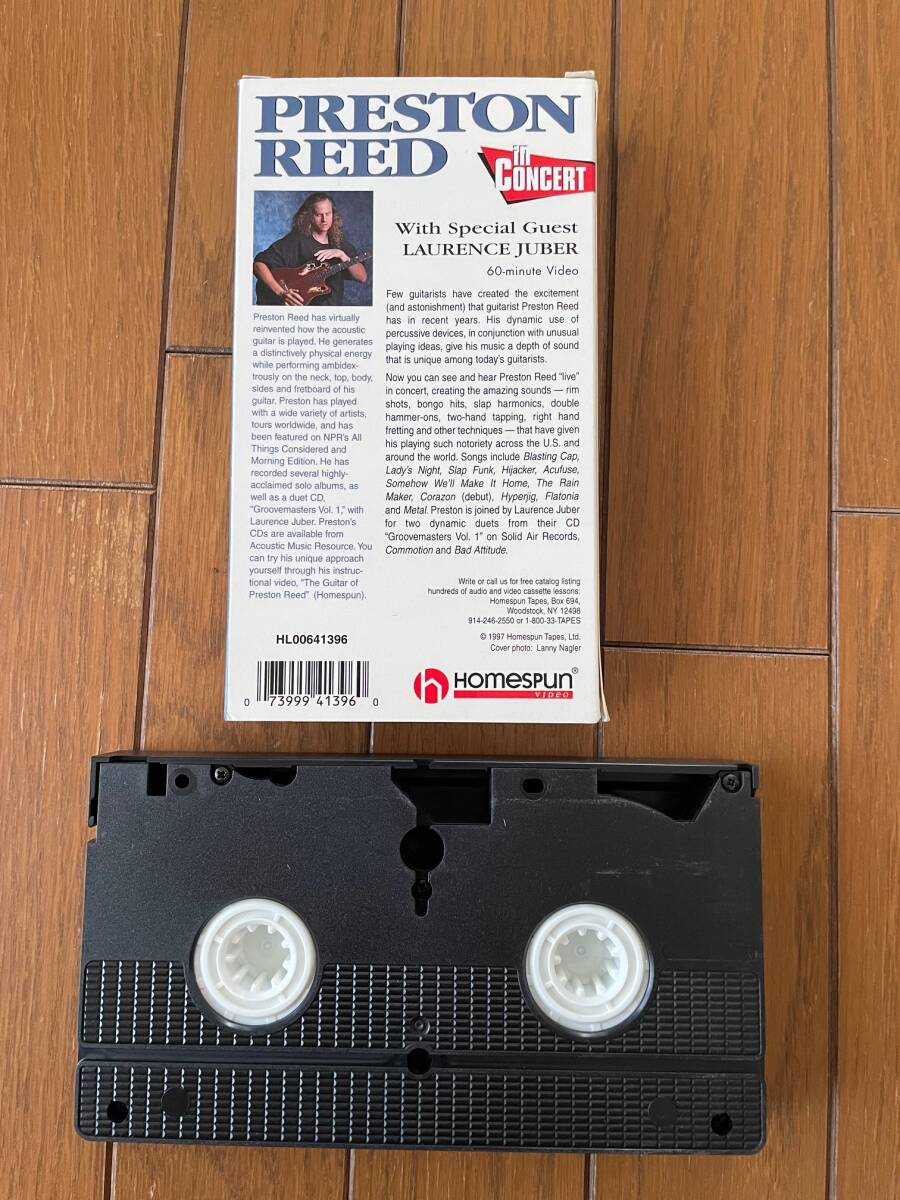 PRESTON
REED
in
CONCERT
With Special Guest
LAURENCE JUBER
60-minute Video
Preston Reed has virtually
reinvented how the acoustic
guitar is played. He generates
a distinctively physical energy
while performing ambidex-
trously on the neck, top, body,
sides and fretboard of his
guitar. Preston has played
with a wide variety of artists,
tours worldwide, and has
been featured on NPR's All
Things Considered and
Morning Edition. He has
recorded several highly-
acclaimed solo albums, as
well as a duet CD,
"Groovemasters Vol. 1," with
Laurence Juber. Preston's
CDs are available from
Acoustic Music Resource. You
can try his unique approach
yourself through his instruc-
tional video, "The Guitar of
Preston Reed" (Homespun).
Few guitarists have created the excitement
(and astonishment) that guitarist Preston Reed
has in recent years. His dynamic use of
percussive devices, in conjunction with unusual
playing ideas, give his music a depth of sound
that is unique among today's guitarists.
Now you can see and hear Preston Reed "live"
in concert, creating the amazing sounds — rim
shots, bongo hits, slap harmonics, double
hammer-ons, two-hand tapping, right hand
fretting and other techniques — that have given
his playing such notoriety across the U.S. and
around the world. Songs include Blasting Cap,
Lady's Night, Slap Funk, Hijacker, Acufuse,
Somehow We'll Make It Home, The Rain
Maker, Corazon (debut), Hyperjig, Flatonia
and Metal. Preston is joined by Laurence Juber
for two dynamic duets from their CD
"Groovemasters Vol. 1" on Solid Air Records,
Commotion and Bad Attitude.
Write or call us for free catalog listing
hundreds of audio and video cassette lessons:
Homespun Tapes, Box 694,
Woodstock, NY 12498
914-246-2550 or 1-800-33-TAPES
© 1997 Homespun Tapes, Ltd.
Cover photo: Lanny Nagler
HL00641396
0 73999 41396 0
HOMESPUN®
VIDEO